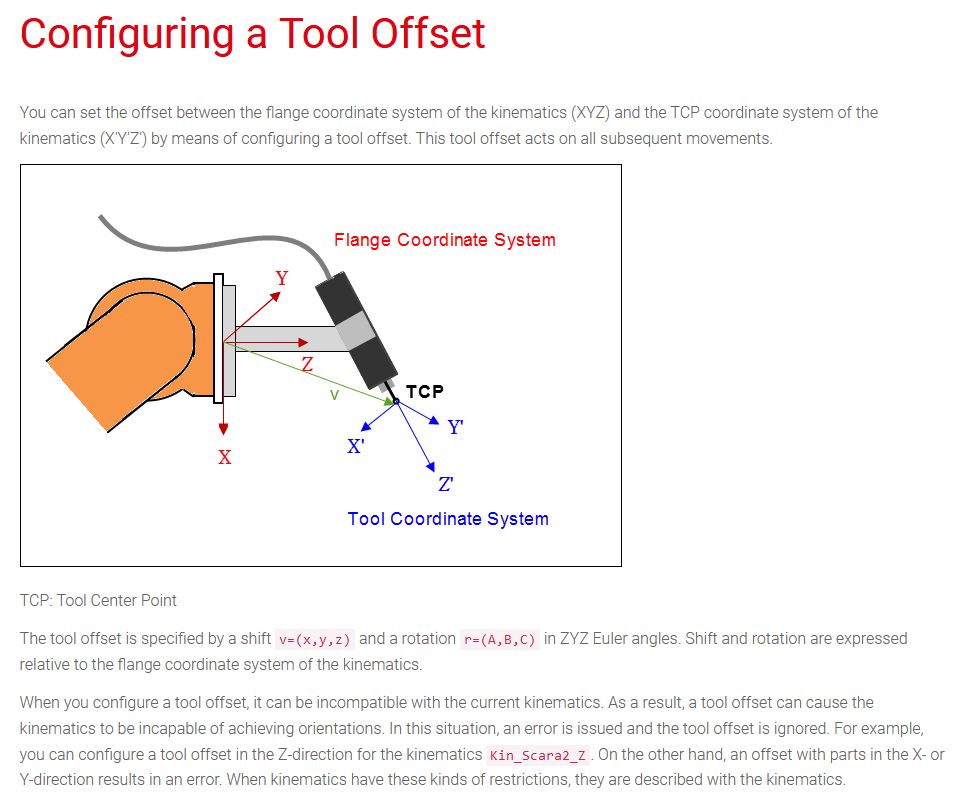 Configuring a Tool Offset
You can set the offset between the flange coordinate system of the kinematics (XYZ) and the TCP coordinate system of the
kinematics (X'Y'Z') by means of configuring a tool offset. This tool offset acts on all subsequent movements.
Flange Coordinate System
Y
Z
v
TCP
X
X'
Y'
Z'
Tool Coordinate System
TCP: Tool Center Point
The tool offset is specified by a shift v=(x,y,z) and a rotation r=(A,B,C) in ZYZ Euler angles. Shift and rotation are expressed
relative to the flange coordinate system of the kinematics.
When you configure a tool offset, it can be incompatible with the current kinematics. As a result, a tool offset can cause the
kinematics to be incapable of achieving orientations. In this situation, an error is issued and the tool offset is ignored. For example,
you can configure a tool offset in the Z-direction for the kinematics Kin_Scara2_Z . On the other hand, an offset with parts in the X- or
Y-direction results in an error. When kinematics have these kinds of restrictions, they are described with the kinematics.